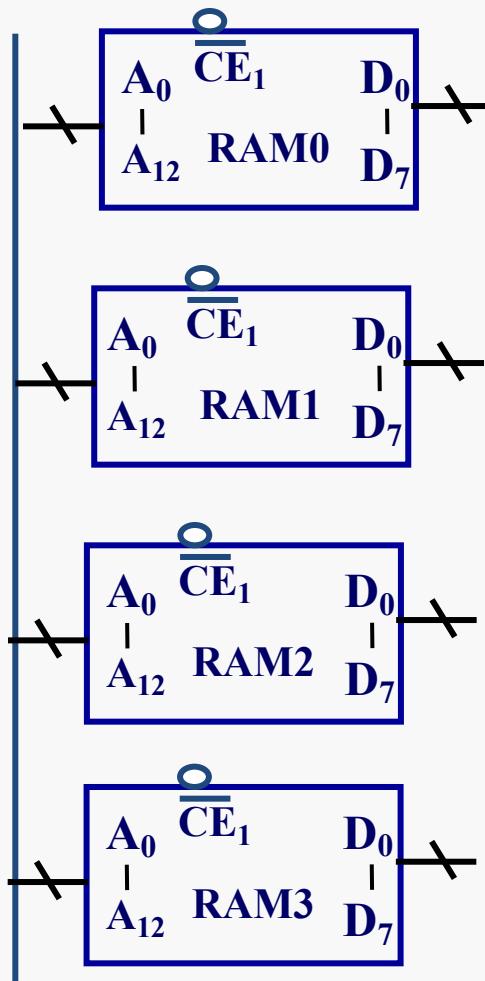 CE₁
A₀ D₀
RAM0
A₁₂ D₇
CE₁
A₀ D₀
RAM1
A₁₂ D₇
CE₁
A₀ D₀
RAM2
A₁₂ D₇
CE₁
A₀ D₀
RAM3
A₁₂ D₇